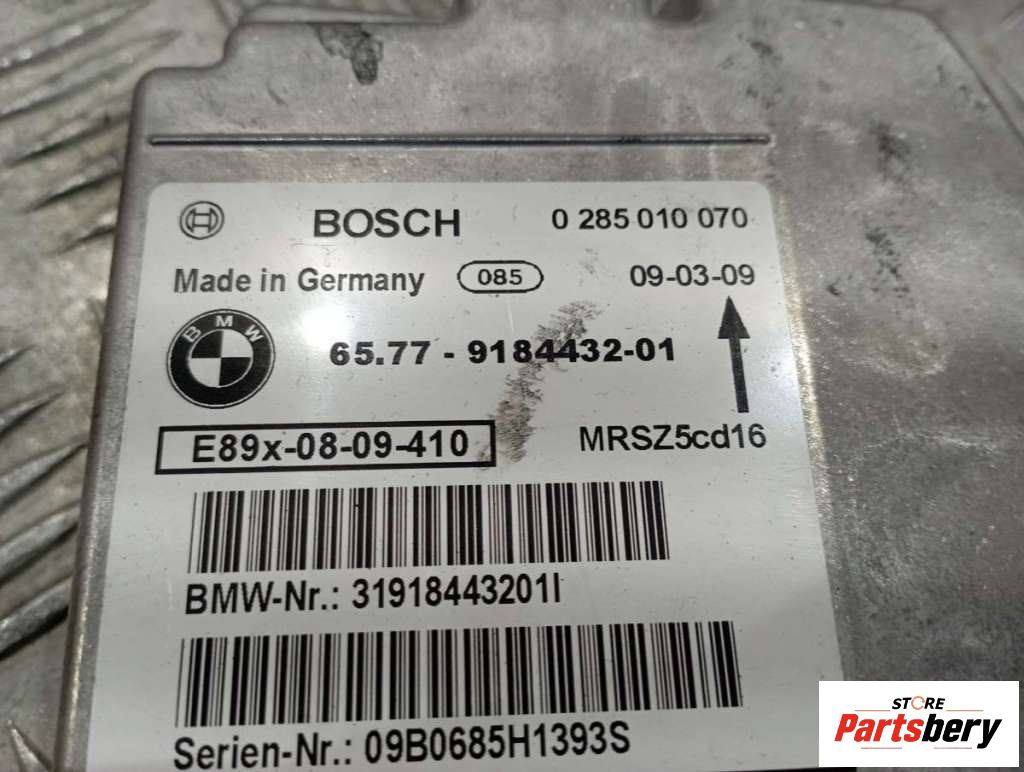 BOSCH 0 285 010 070
Made in Germany 085 09-03-09
BMW 65.77 - 9184432-01
E89x-08-09-410 MRSZ5cd16
BMW-Nr.: 31918443201I
Serien-Nr.: 09B0685H1393S
STORE
Partsbery